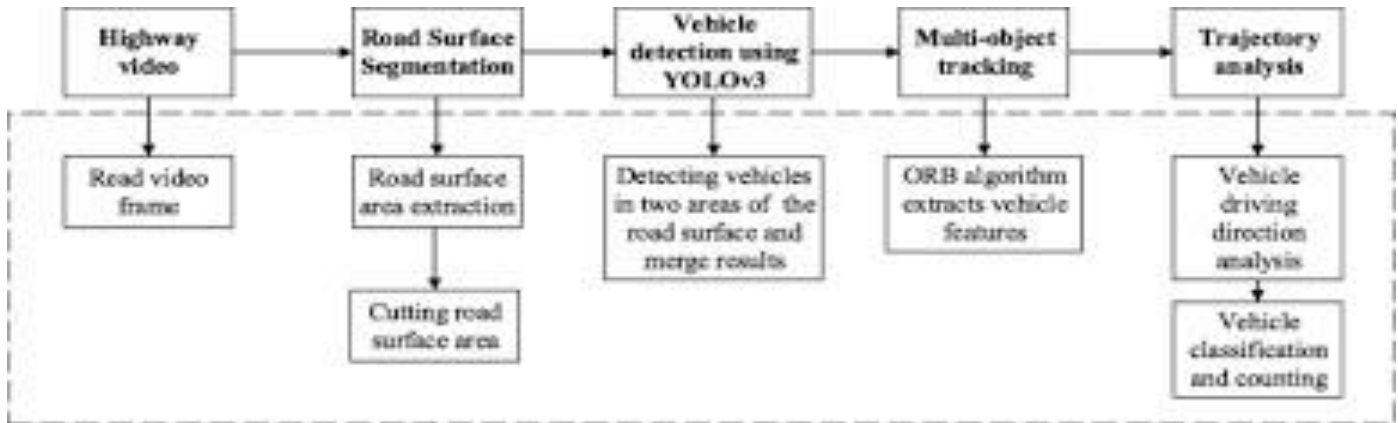 Highway
video
Road Surface
Segmentation
Vehicle
detection using
YOLOv3
Multi-object
tracking
Trajectory
analysis
Read video
frame
Road surface
area extraction
Detecting vehicles
in two areas of the
road surface and
merge results
ORB algorithm
extracts vehicle
features
Vehicle
driving
direction
analysis
Cutting road
surface area
Vehicle
classification
and counting